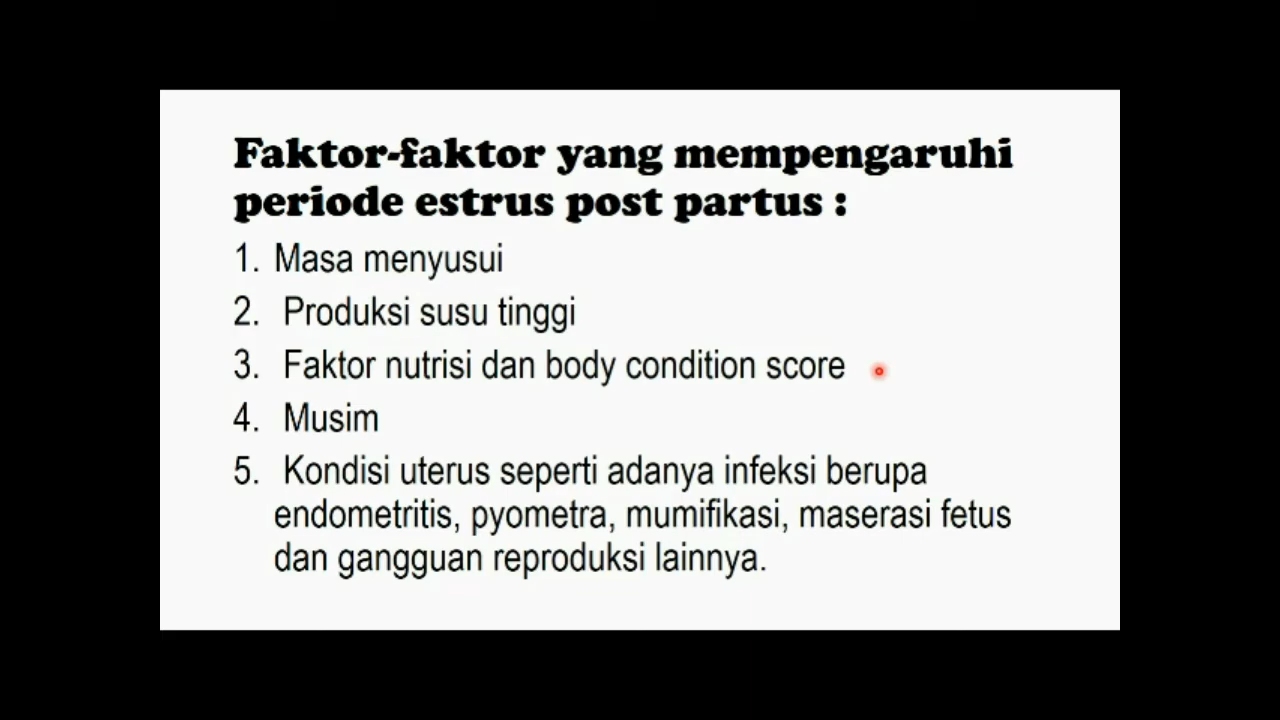 Faktor-faktor yang mempengaruhi
periode estrus post partus :
1. Masa menyusui
2. Produksi susu tinggi
3. Faktor nutrisi dan body condition score
4. Musim
5. Kondisi uterus seperti adanya infeksi berupa
endometritis, pyometra, mumifikasi, maserasi fetus
dan gangguan reproduksi lainnya.